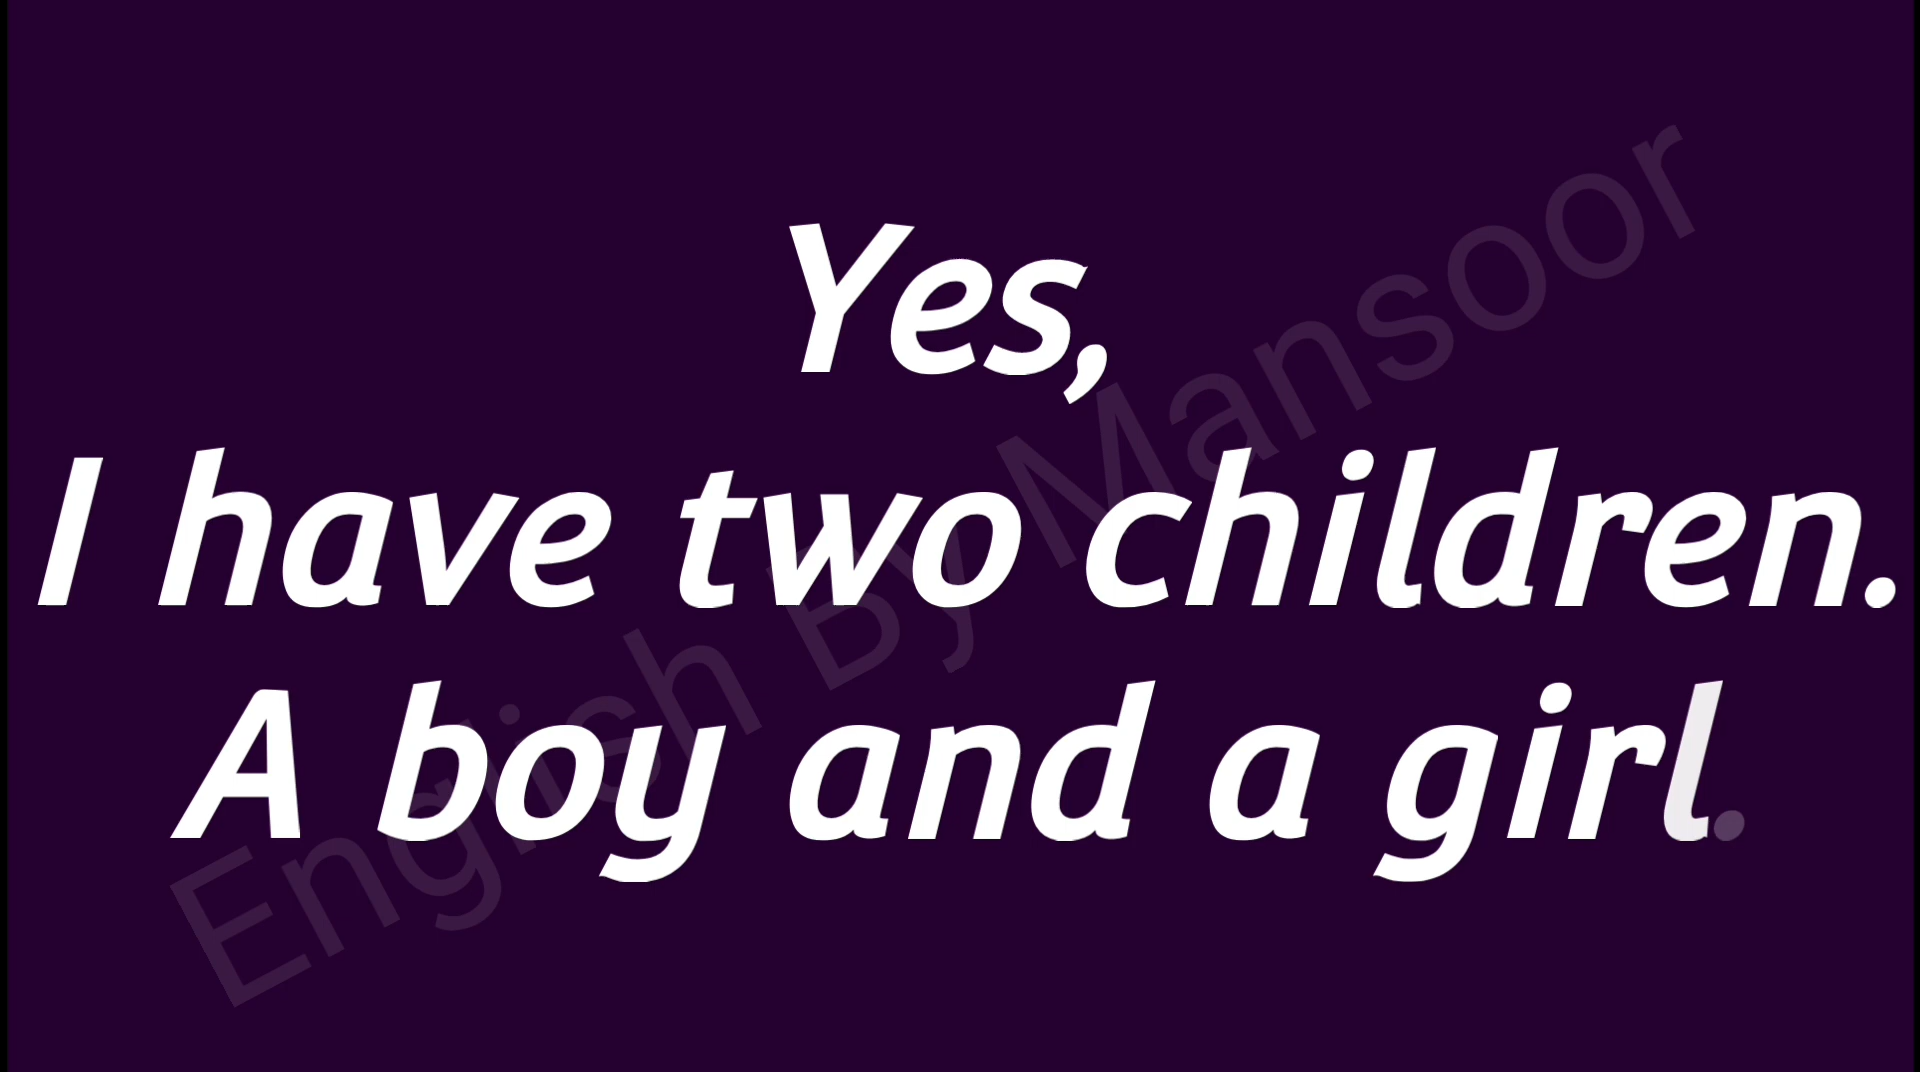 Yes,
I have two children.
A boy and a girl.
English By Mansoor